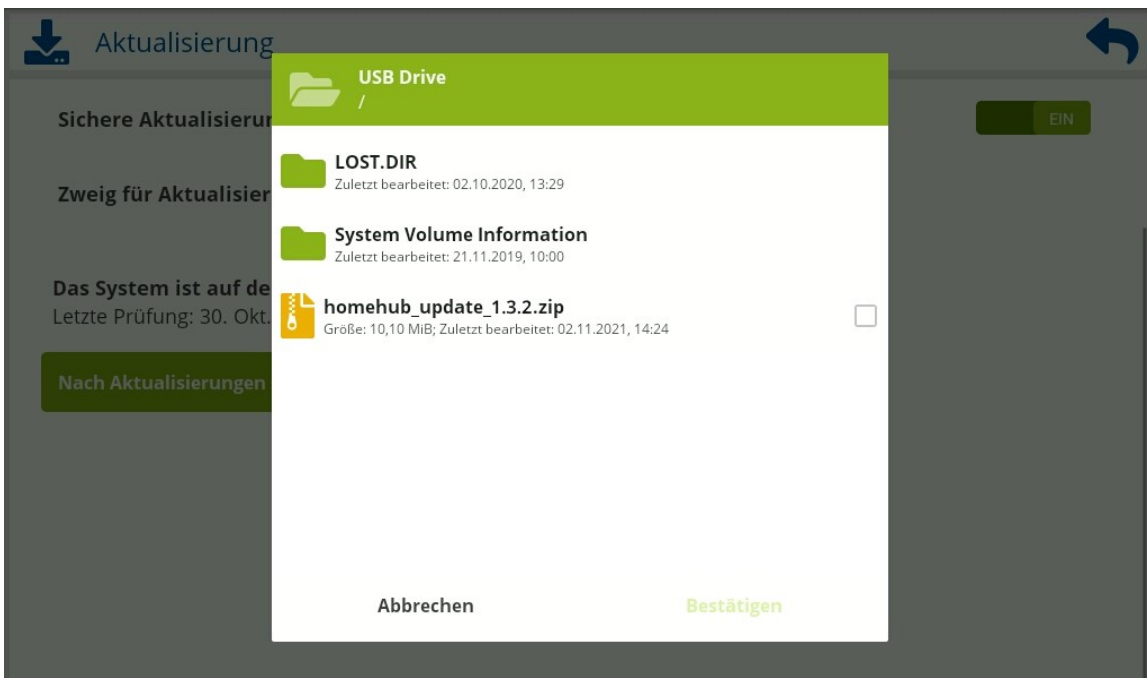 Aktualisierung
USB Drive
/
Sichere Aktualisierun
EIN
LOST.DIR
Zuletzt bearbeitet: 02.10.2020, 13:29
Zweig für Aktualisier
System Volume Information
Zuletzt bearbeitet: 21.11.2019, 10:00
Das System ist auf de
Letzte Prüfung: 30. Okt.
homehub_update_1.3.2.zip
Größe: 10,10 MiB; Zuletzt bearbeitet: 02.11.2021, 14:24
Nach Aktualisierungen
Abbrechen
Bestätigen